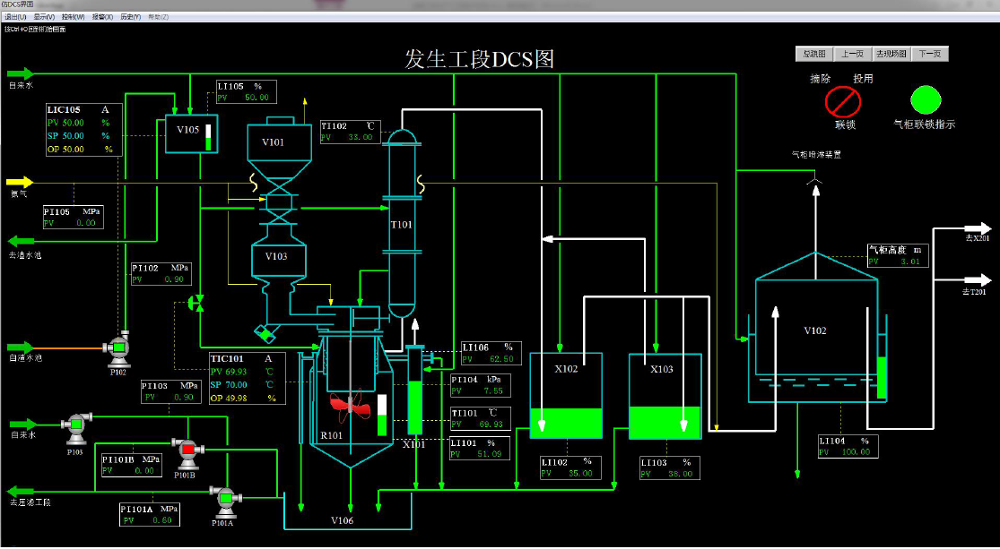 仿DCS界面
退出(U) 显示(V) 控制(W) 报警(X) 历史(Y) 帮助(Z)
按Ctrl+O回到初始画面
发生工段DCS图
总貌图 上一页 去现场图 下一页
摘除 投用
联锁
气柜联锁指示
自来水
LI105 %
PV 50.00
LIC105 A
PV 50.00 %
SP 50.00 %
OP 50.00 %
V105
V101
TI102 ℃
PV 33.00
气柜喷淋装置
氮气
PI105 MPa
PV 0.00
T101
去渣水池
V103
PI102 MPa
PV 0.90
气柜高度 m
PV 3.01
去X201
去T201
V102
自渣水池
P102
TIC101 A
PV 69.93 ℃
SP 70.00 ℃
OP 49.98 %
LI106 %
PV 62.50
X102
X103
PI103 MPa
PV 0.90
PI104 kPa
PV 7.55
TI101 ℃
PV 69.93
自来水
P103
R101
X101
LI101 %
PV 51.09
LI104 %
PV 100.00
PI101B MPa
PV 0.00
P101B
LI102 %
PV 35.00
LI103 %
PV 38.00
去压滤工段
PI101A MPa
PV 0.60
P101A
V106